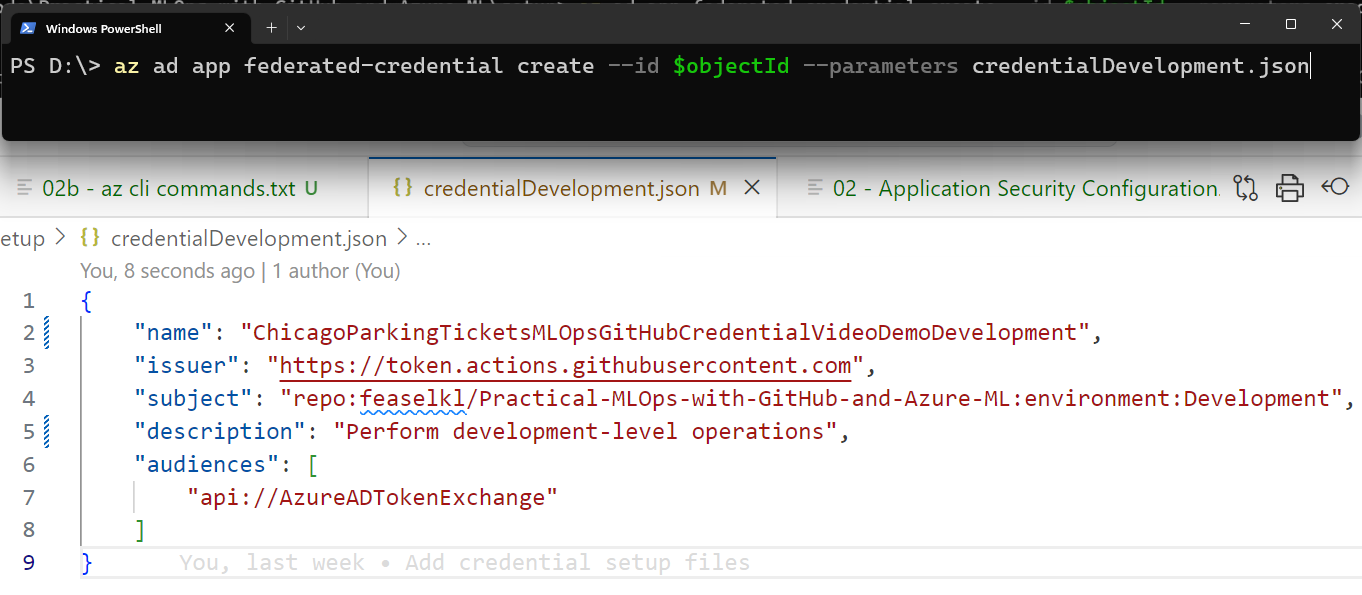 Windows PowerShell
PS D:\> az ad app federated-credential create --id $objectId --parameters credentialDevelopment.json
02b - az cli commands.txt U
{} credentialDevelopment.json M
02 - Application Security Configuration.
etup > {} credentialDevelopment.json > ...
You, 8 seconds ago | 1 author (You)
1 {
2 "name": "ChicagoParkingTicketsMLOpsGitHubCredentialVideoDemoDevelopment",
3 "issuer": "https://token.actions.githubusercontent.com",
4 "subject": "repo:feaselkl/Practical-MLOps-with-GitHub-and-Azure-ML:environment:Development",
5 "description": "Perform development-level operations",
6 "audiences": [
7 "api://AzureADTokenExchange"
8 ]
9 } You, last week • Add credential setup files